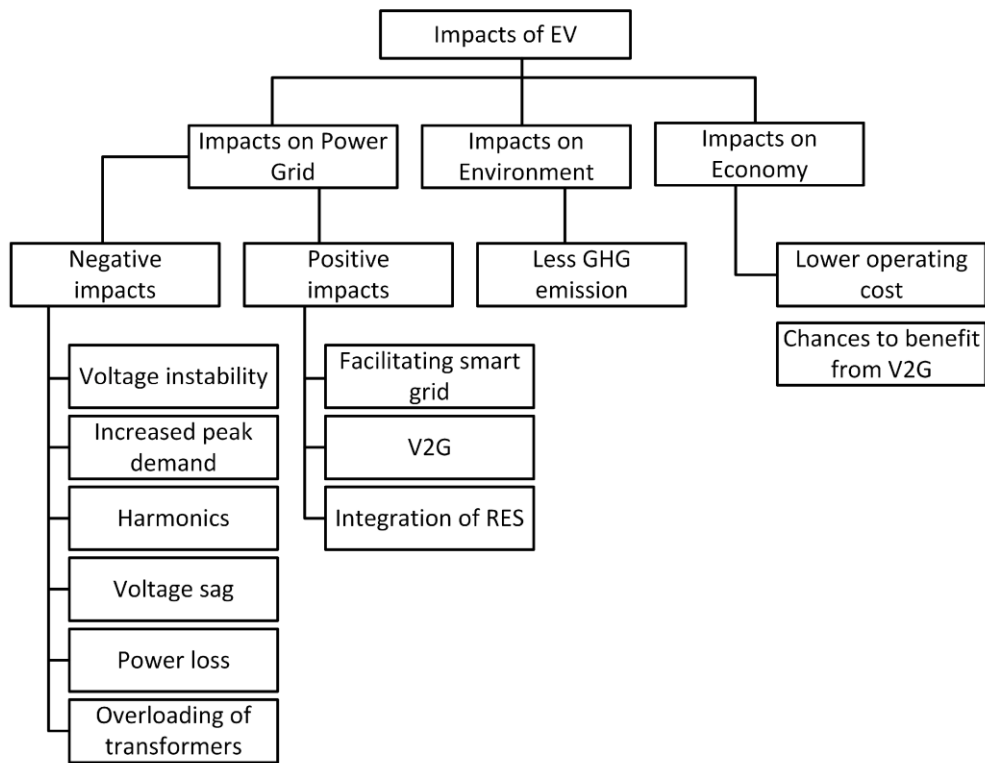 Impacts of EV
Impacts on Power
Grid
Impacts on
Environment
Impacts on
Economy
Negative
impacts
Positive
impacts
Less GHG
emission
Lower operating
cost
Chances to benefit
from V2G
Voltage instability
Increased peak
demand
Harmonics
Voltage sag
Power loss
Overloading of
transformers
Facilitating smart
grid
V2G
Integration of RES